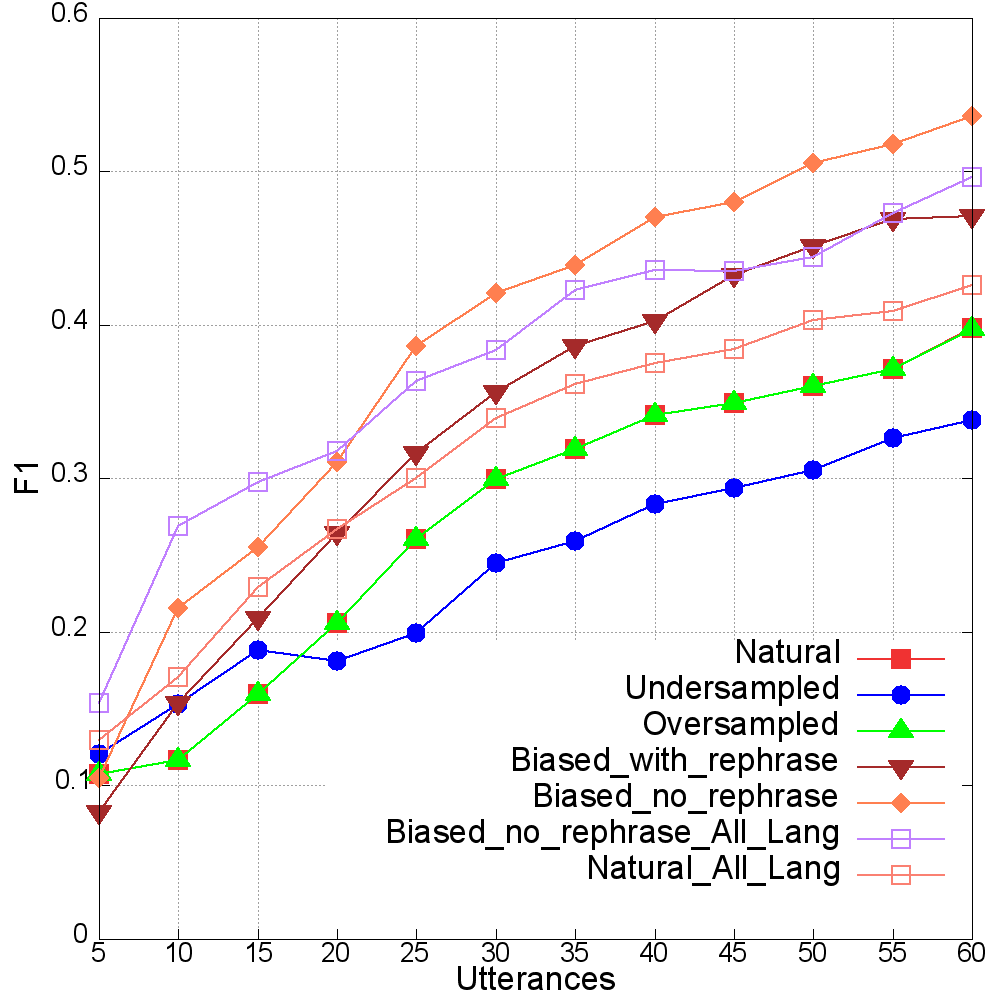 0.6
0.5
0.4
0.3
0.2
0.1
0
F1
Natural
Undersampled
Oversampled
Biased_with_rephrase
Biased_no_rephrase
Biased_no_rephrase_All_Lang
Natural_All_Lang
5 10 15 20 25 30 35 40 45 50 55 60
Utterances